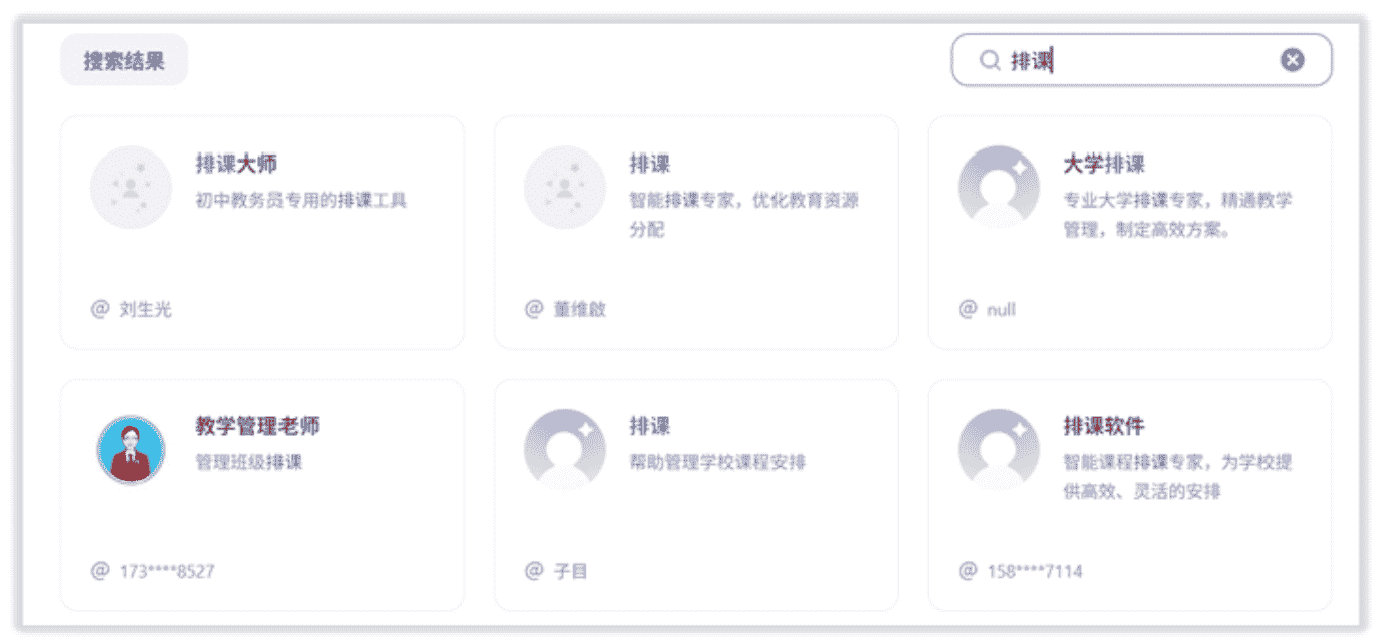 搜索结果
排课
排课大师
初中教务员专用的排课工具
@ 刘生光
排课
智能排课专家，优化教育资源
分配
@ 董维啟
大学排课
专业大学排课专家，精通教学
管理，制定高效方案。
@ null
教学管理老师
管理班级排课
@ 173****8527
排课
帮助管理学校课程安排
@ 子目
排课软件
智能课程排课专家，为学校提
供高效、灵活的安排
@ 158****7114